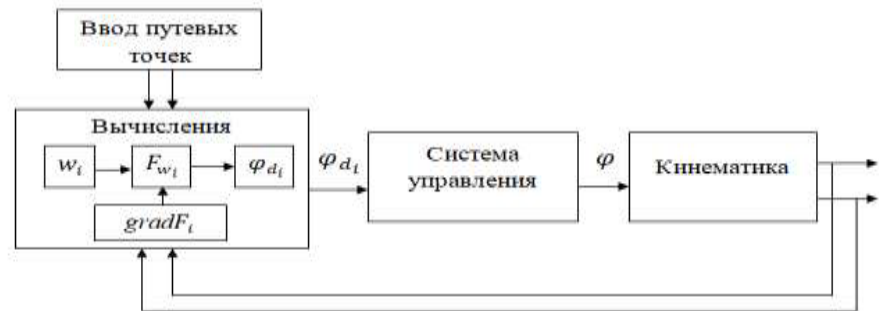 Ввод путевых
точек
Вычисления
w_i
F_{w_i}
φ_{d_i}
gradF_i
φ_{d_i}
Система
управления
φ
Кинематика